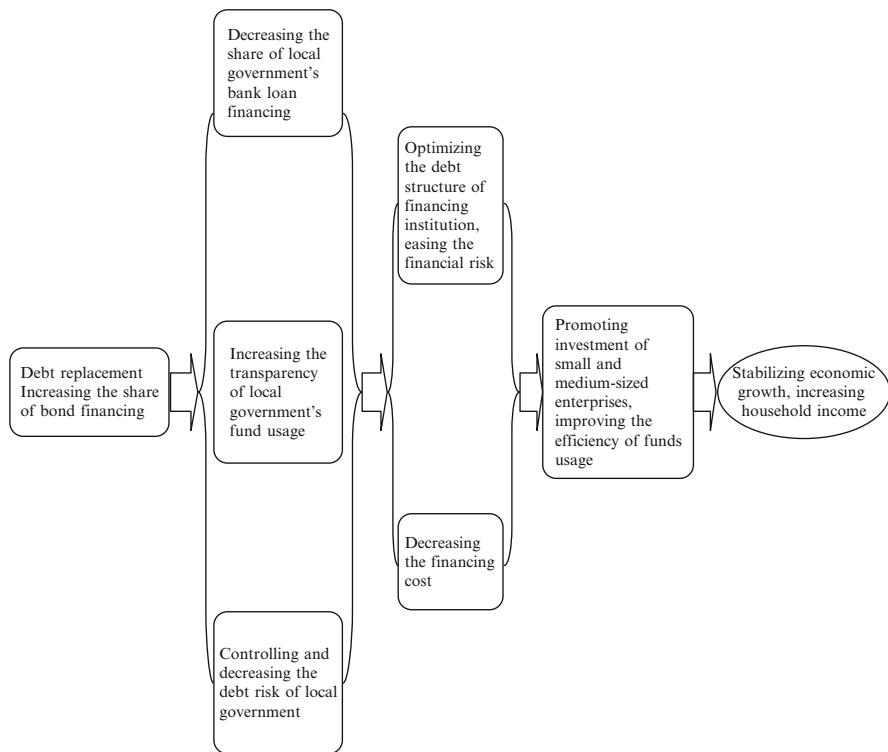 Debt replacement
Increasing the share
of bond financing
Decreasing the
share of local
government's
bank loan
financing
Increasing the
transparency
of local
government's
fund usage
Controlling and
decreasing the
debt risk of local
government
Optimizing
the debt
structure of
financing
institution,
easing the
financial risk
Decreasing
the financing
cost
Promoting
investment of
small and
medium-sized
enterprises,
improving the
efficiency of funds
usage
Stabilizing economic
growth, increasing
household income